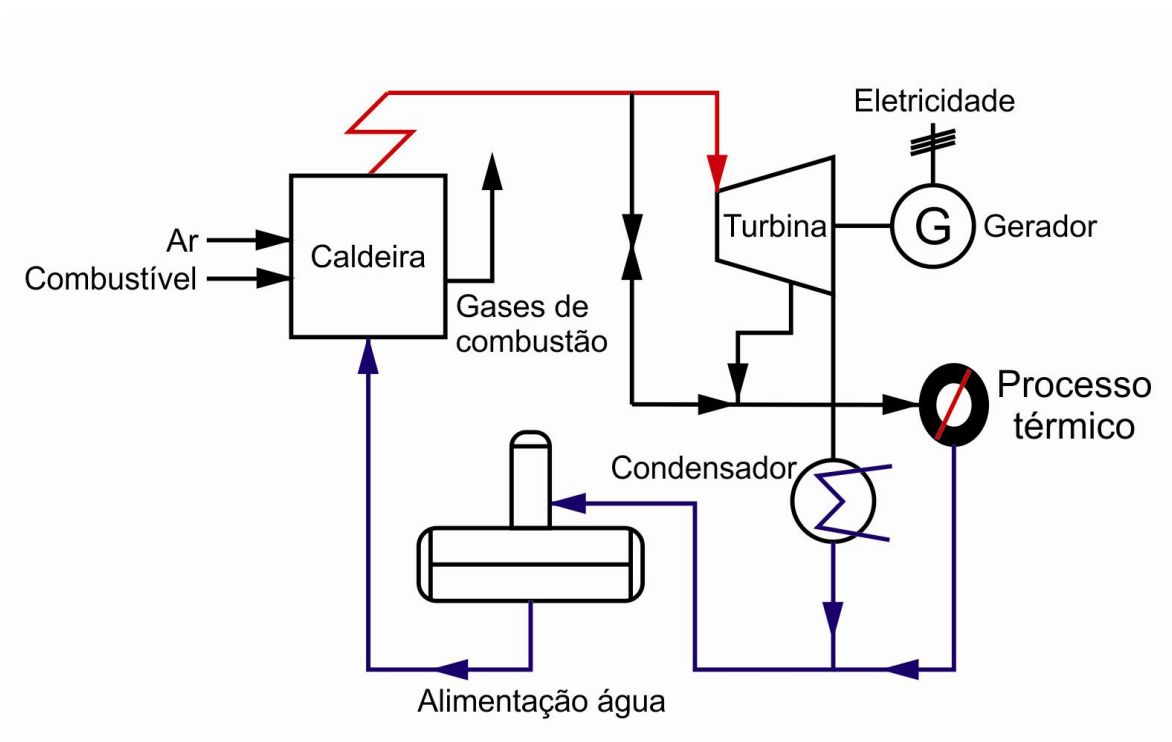 Eletricidade
Ar
Combustível
Caldeira
Gases de
combustão
Turbina
G
Gerador
Processo
térmico
Condensador
Alimentação água